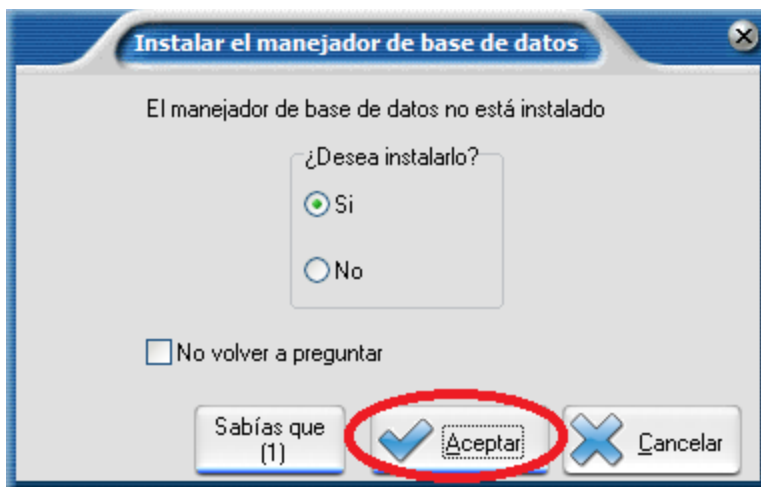 Instalar el manejador de base de datos
El manejador de base de datos no está instalado
¿Desea instalarlo?
Si
No
No volver a preguntar
Sabías que
(1)
Aceptar
Cancelar